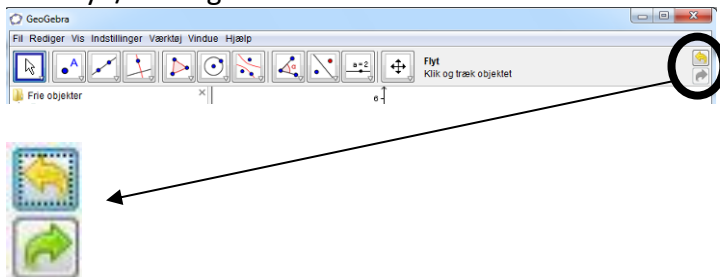 GeoGebra
Fil Rediger Vis Indstillinger Værktøj Vindue Hjælp
A
α
a=2
Flyt
Klik og træk objektet
Frie objekter
6